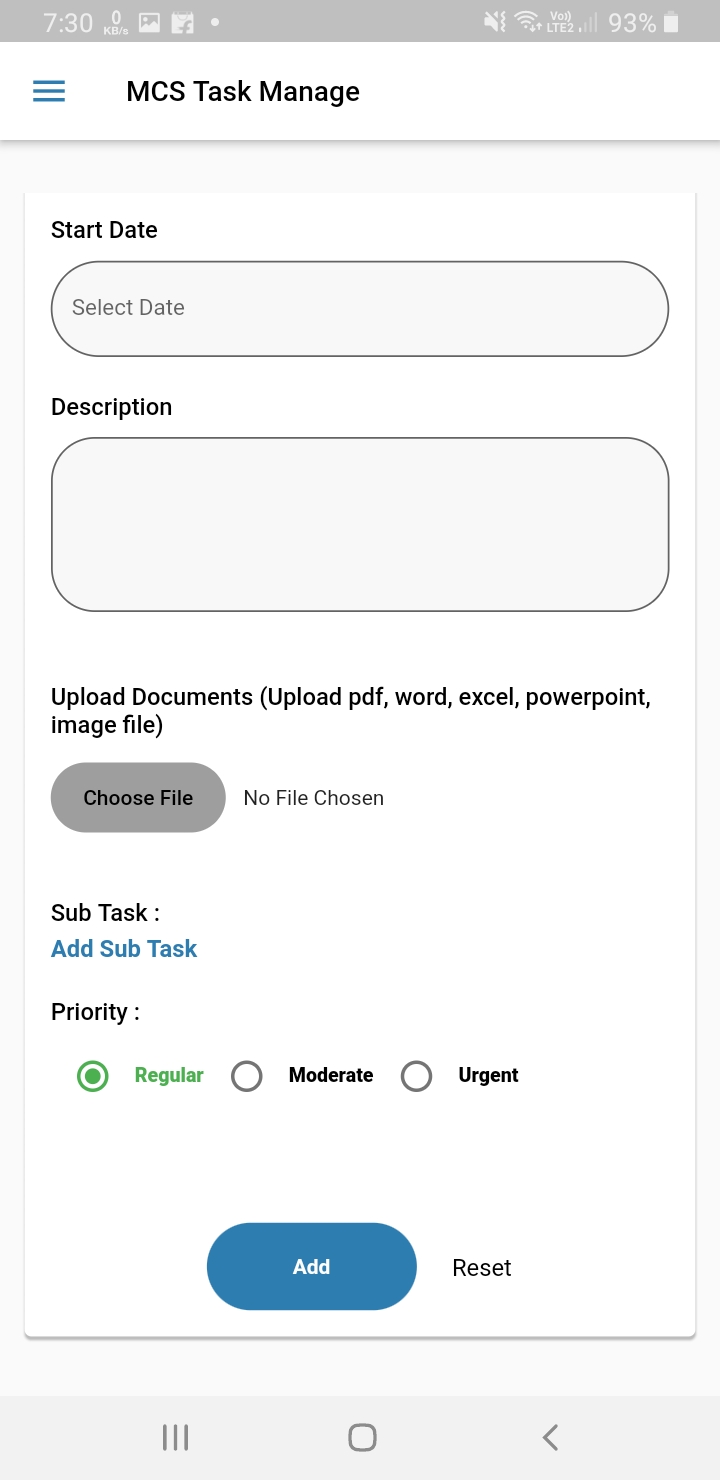 7:30 0 KB/s Vo)) LTE2 93%
MCS Task Manage
Start Date
Select Date
Description
Upload Documents (Upload pdf, word, excel, powerpoint,
image file)
Choose File No File Chosen
Sub Task :
Add Sub Task
Priority :
Regular Moderate Urgent
Add Reset